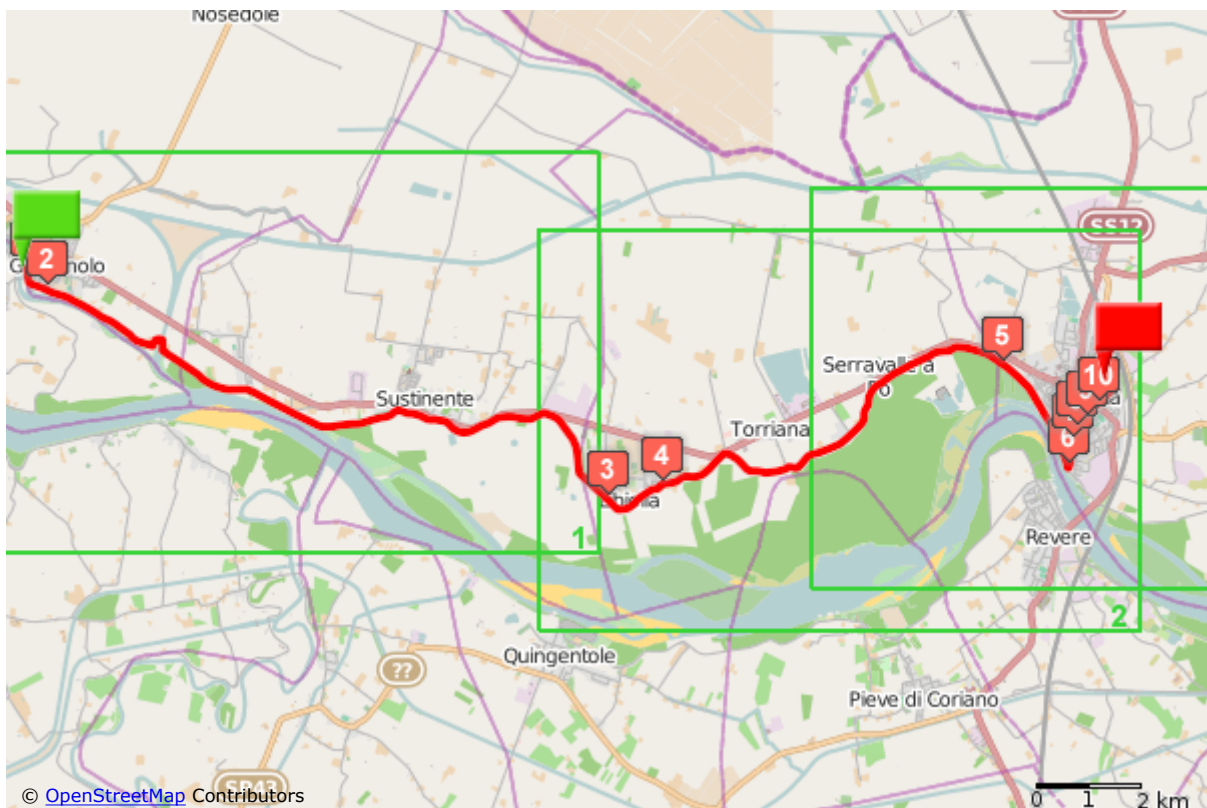 Nosedole
SS12
2
Sustinente
3
4
Torriana
Serravalle a
Po
5
6
10
Revere
1
2
Quingentole
??
Pieve di Coriano
SP43
© OpenStreetMap Contributors
0 1 2 km